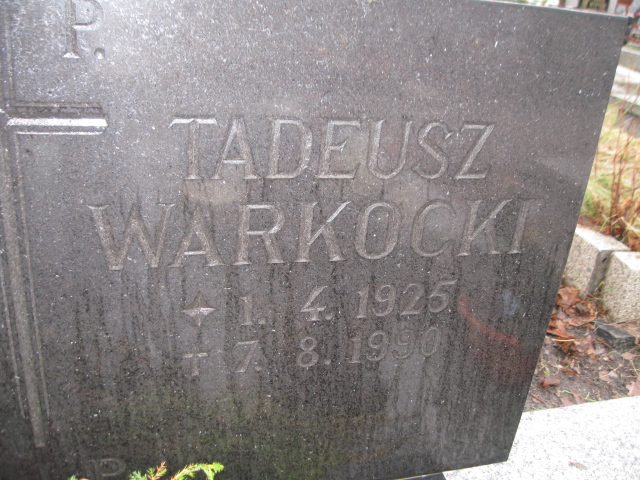 P.
TADEUSZ
WARKOCKI
1. 4. 1925
7. 8. 1990
P